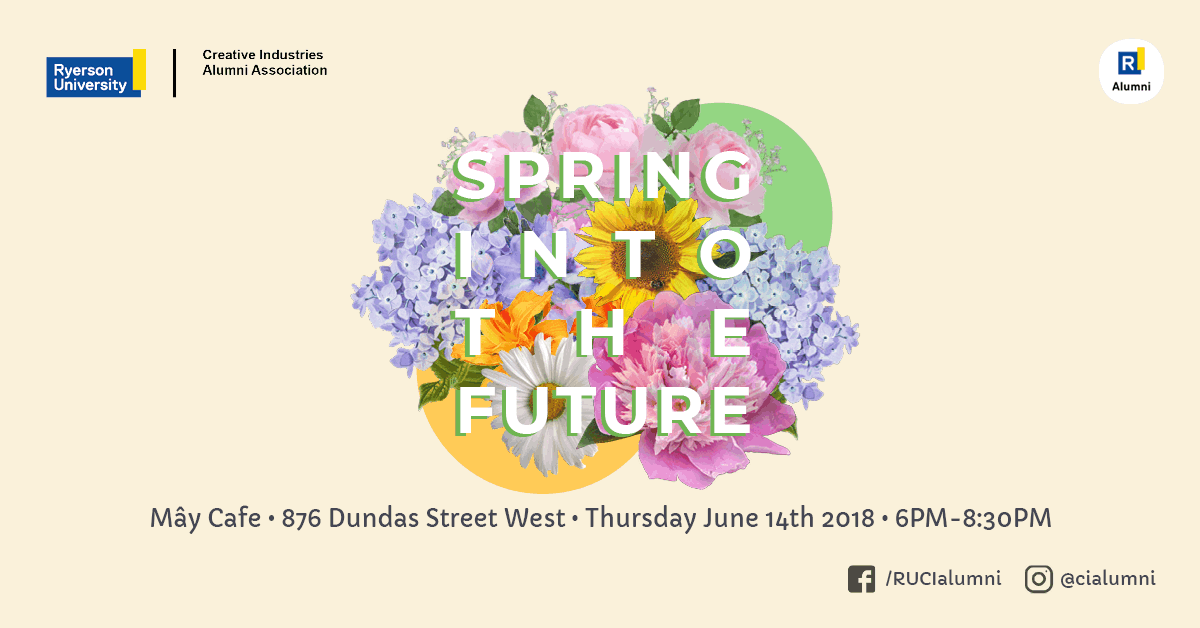 Ryerson
University
Creative Industries
Alumni Association
R
Alumni
SPRING
INTO
THE
FUTURE
Mây Cafe • 876 Dundas Street West • Thursday June 14th 2018 • 6PM-8:30PM
/RUCIalumni
@cialumni